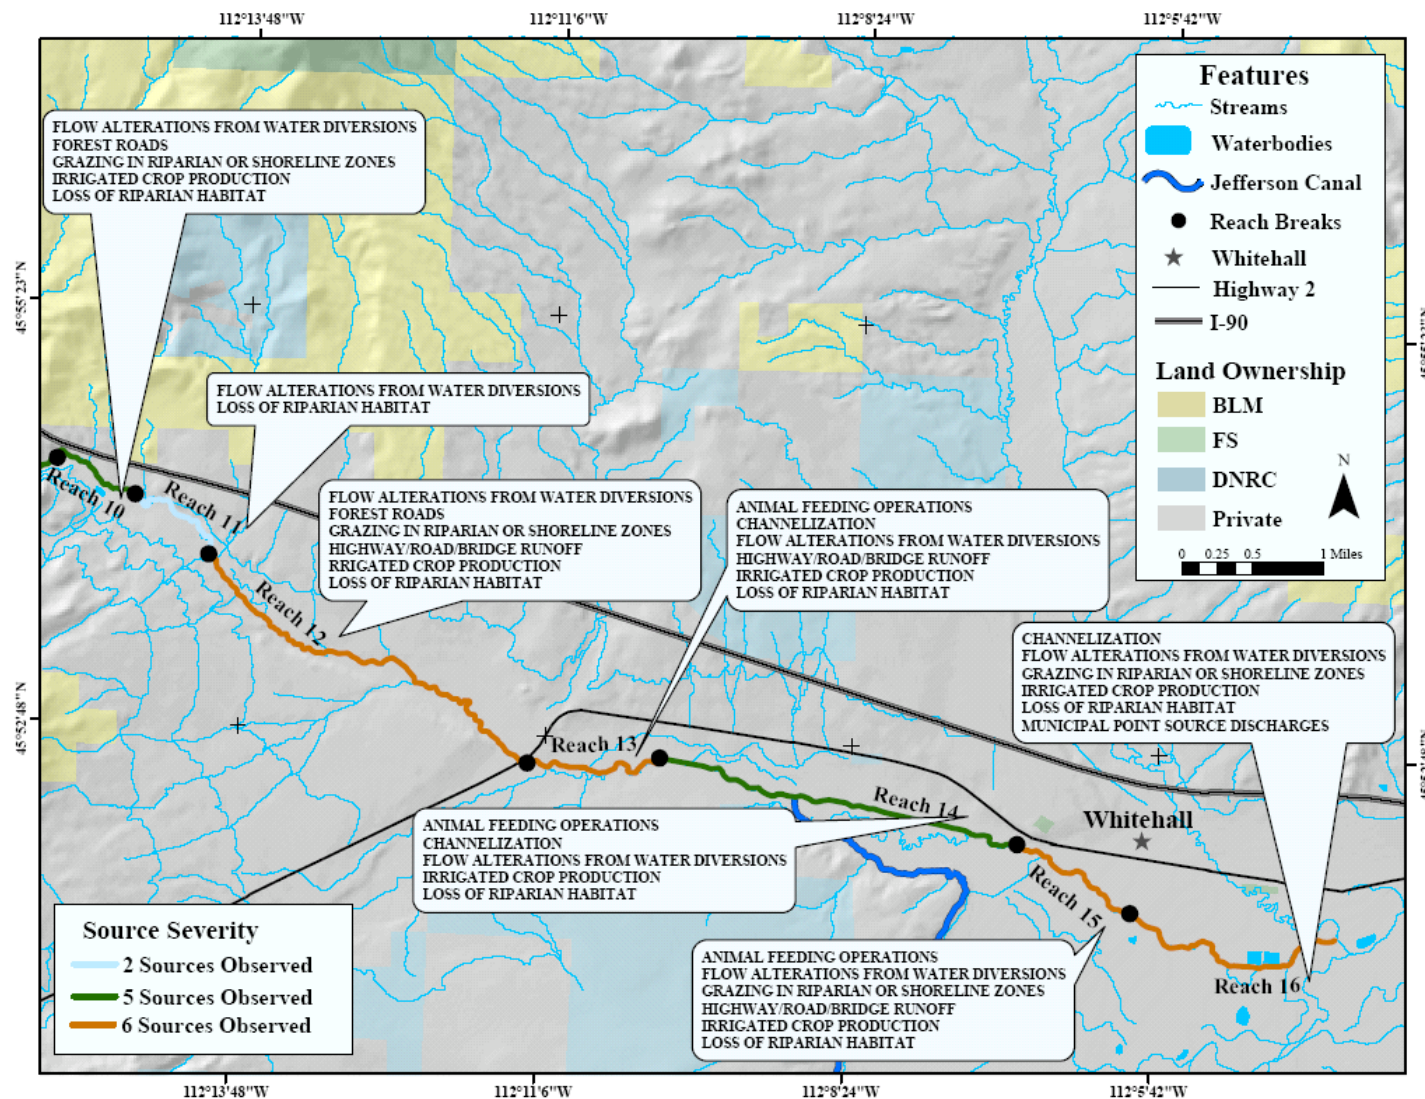 112°13'48"W
112°11'6"W
112°8'24"W
112°5'42"W
Features
Streams
Waterbodies
Jefferson Canal
Reach Breaks
Whitehall
Highway 2
I-90
Land Ownership
BLM
FS
DNRC
Private
N
0 0.25 0.5 1 Miles
FLOW ALTERATIONS FROM WATER DIVERSIONS
FOREST ROADS
GRAZING IN RIPARIAN OR SHORELINE ZONES
IRRIGATED CROP PRODUCTION
LOSS OF RIPARIAN HABITAT
45°55'23"N
FLOW ALTERATIONS FROM WATER DIVERSIONS
LOSS OF RIPARIAN HABITAT
Reach 10
Reach 11
FLOW ALTERATIONS FROM WATER DIVERSIONS
FOREST ROADS
GRAZING IN RIPARIAN OR SHORELINE ZONES
HIGHWAY/ROAD/BRIDGE RUNOFF
RRIGATED CROP PRODUCTION
LOSS OF RIPARIAN HABITAT
ANIMAL FEEDING OPERATIONS
CHANNELIZATION
FLOW ALTERATIONS FROM WATER DIVERSIONS
HIGHWAY/ROAD/BRIDGE RUNOFF
IRRIGATED CROP PRODUCTION
LOSS OF RIPARIAN HABITAT
Reach 12
CHANNELIZATION
FLOW ALTERATIONS FROM WATER DIVERSIONS
GRAZING IN RIPARIAN OR SHORELINE ZONES
IRRIGATED CROP PRODUCTION
LOSS OF RIPARIAN HABITAT
MUNICIPAL POINT SOURCE DISCHARGES
45°52'48"N
Reach 13
Reach 14
Whitehall
ANIMAL FEEDING OPERATIONS
CHANNELIZATION
FLOW ALTERATIONS FROM WATER DIVERSIONS
IRRIGATED CROP PRODUCTION
LOSS OF RIPARIAN HABITAT
Reach 15
Source Severity
2 Sources Observed
5 Sources Observed
6 Sources Observed
ANIMAL FEEDING OPERATIONS
FLOW ALTERATIONS FROM WATER DIVERSIONS
GRAZING IN RIPARIAN OR SHORELINE ZONES
HIGHWAY/ROAD/BRIDGE RUNOFF
IRRIGATED CROP PRODUCTION
LOSS OF RIPARIAN HABITAT
Reach 16
112°13'48"W
112°11'6"W
112°8'24"W
112°5'42"W